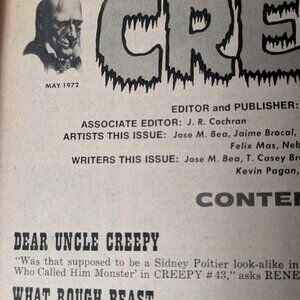 CRE
MAY 1972
EDITOR and PUBLISHER:
ASSOCIATE EDITOR: J. R. Cochran
ARTISTS THIS ISSUE: Jose M. Bea, Jaime Brocal,
Felix Mas, Neb
WRITERS THIS ISSUE: Jose M. Bea, T. Casey Br
Kevin Pagan,
CONTEN
DEAR UNCLE CREEPY
"Was that supposed to be a Sidney Poitier look-alike in
Who Called Him Monster' in CREEPY #43," asks RENE
WHAT ROUGH BEAST